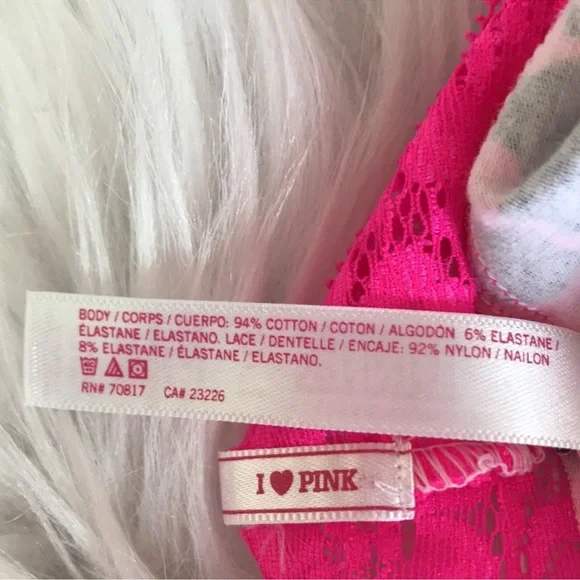 BODY / CORPS / CUERPO: 94% COTTON / COTON / ALGODÓN 6% ELASTANE /
ÉLASTANE / ELASTANO. LACE / DENTELLE / ENCAJE: 92% NYLON / NAILON
8% ELASTANE / ÉLASTANE / ELASTANO.
RN# 70817 CA# 23226
I ♥ PINK